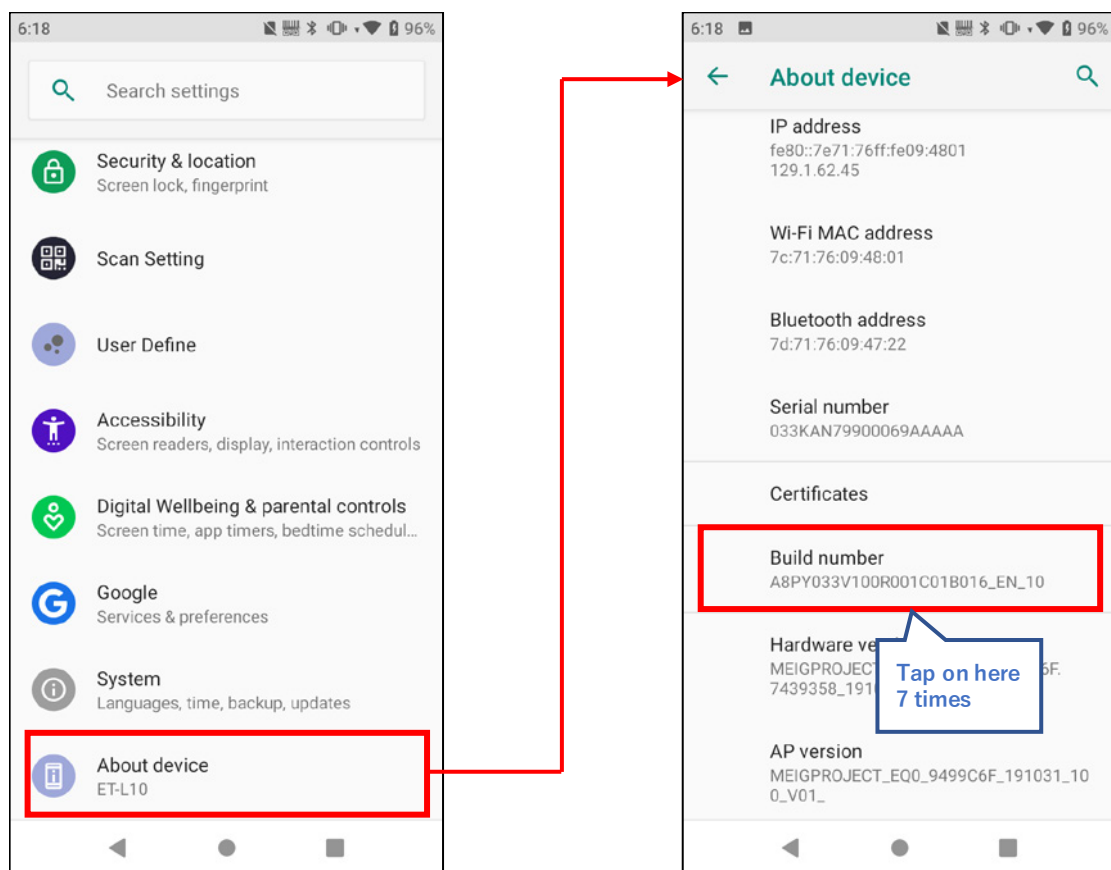 6:18 96%
Search settings
Security & location
Screen lock, fingerprint
Scan Setting
User Define
Accessibility
Screen readers, display, interaction controls
Digital Wellbeing & parental controls
Screen time, app timers, bedtime schedul...
Google
Services & preferences
System
Languages, time, backup, updates
About device
ET-L10
6:18 96%
About device
IP address
fe80::7e71:76ff:fe09:4801
129.1.62.45
Wi-Fi MAC address
7c:71:76:09:48:01
Bluetooth address
7d:71:76:09:47:22
Serial number
033KAN79900069AAAAA
Certificates
Build number
A8PY033V100R001C01B016_EN_10
Hardware ve
MEIGPROJEC 6F.
7439358_191
Tap on here
7 times
AP version
MEIGPROJECT_EQ0_9499C6F_191031_10
0_V01_